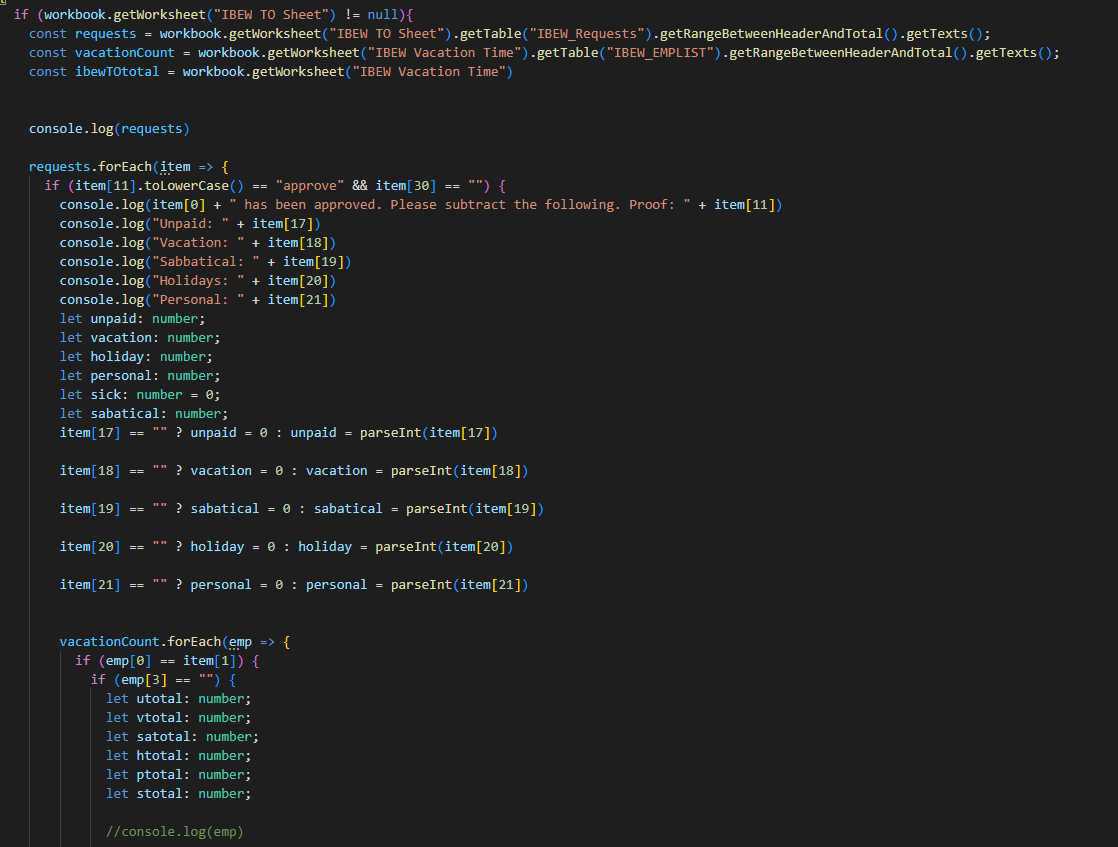 if (workbook.getWorksheet("IBEW TO Sheet") != null){
const requests = workbook.getWorksheet("IBEW TO Sheet").getTable("IBEW_Requests").getRangeBetweenHeaderAndTotal().getTexts();
const vacationCount = workbook.getWorksheet("IBEW Vacation Time").getTable("IBEW_EMPLIST").getRangeBetweenHeaderAndTotal().getTexts();
const ibewTOtotal = workbook.getWorksheet("IBEW Vacation Time")
console.log(requests)
requests.forEach(item => {
if (item[11].toLowerCase() == "approve" && item[30] == "") {
console.log(item[0] + " has been approved. Please subtract the following. Proof: " + item[11])
console.log("Unpaid: " + item[17])
console.log("Vacation: " + item[18])
console.log("Sabbatical: " + item[19])
console.log("Holidays: " + item[20])
console.log("Personal: " + item[21])
let unpaid: number;
let vacation: number;
let holiday: number;
let personal: number;
let sick: number = 0;
let sabatical: number;
item[17] == "" ? unpaid = 0 : unpaid = parseInt(item[17])
item[18] == "" ? vacation = 0 : vacation = parseInt(item[18])
item[19] == "" ? sabatical = 0 : sabatical = parseInt(item[19])
item[20] == "" ? holiday = 0 : holiday = parseInt(item[20])
item[21] == "" ? personal = 0 : personal = parseInt(item[21])
vacationCount.forEach(emp => {
if (emp[0] == item[1]) {
if (emp[3] == "") {
let utotal: number;
let vtotal: number;
let satotal: number;
let htotal: number;
let ptotal: number;
let stotal: number;
//console.log(emp)